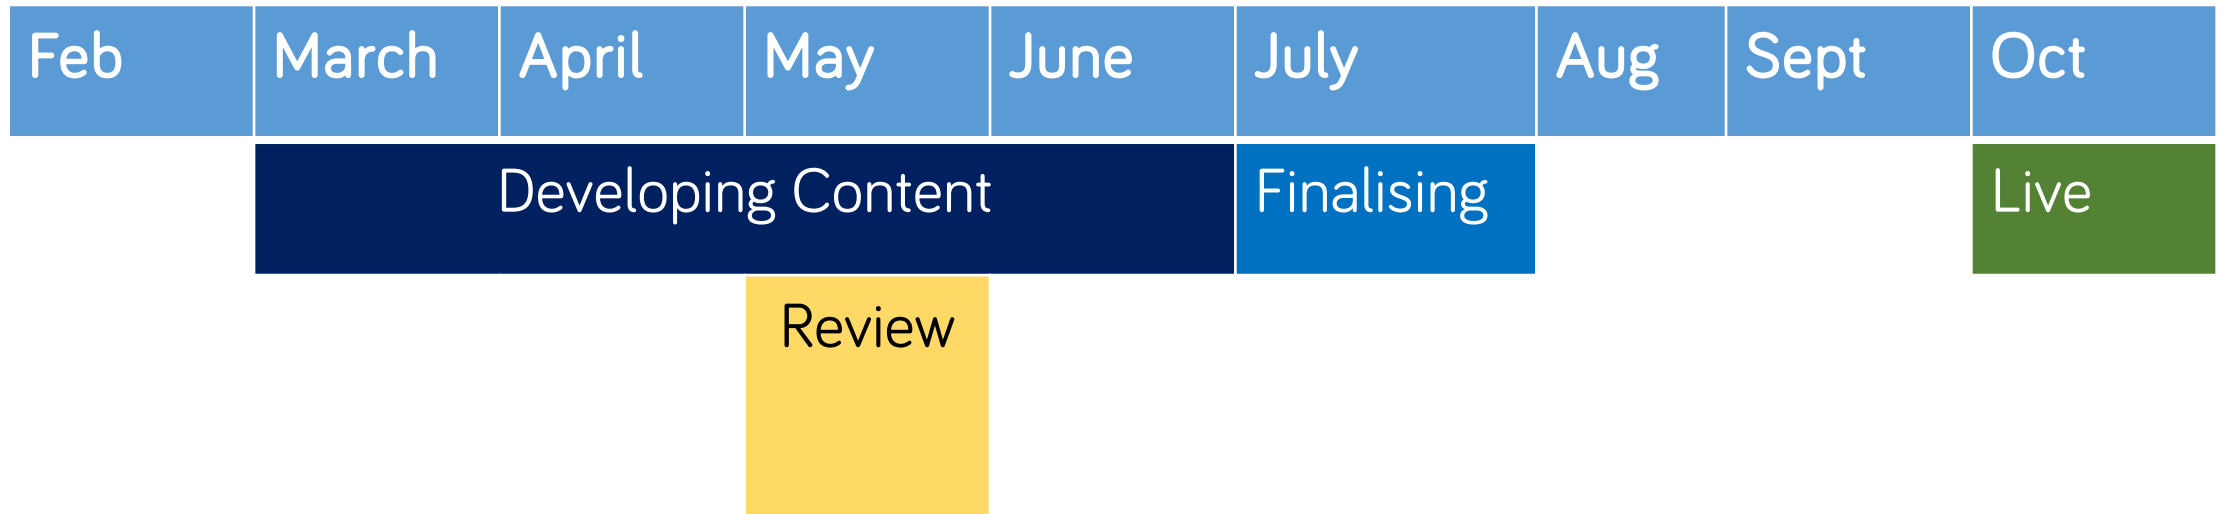 Feb March April May June July Aug Sept Oct
Developing Content Finalising Live
Review